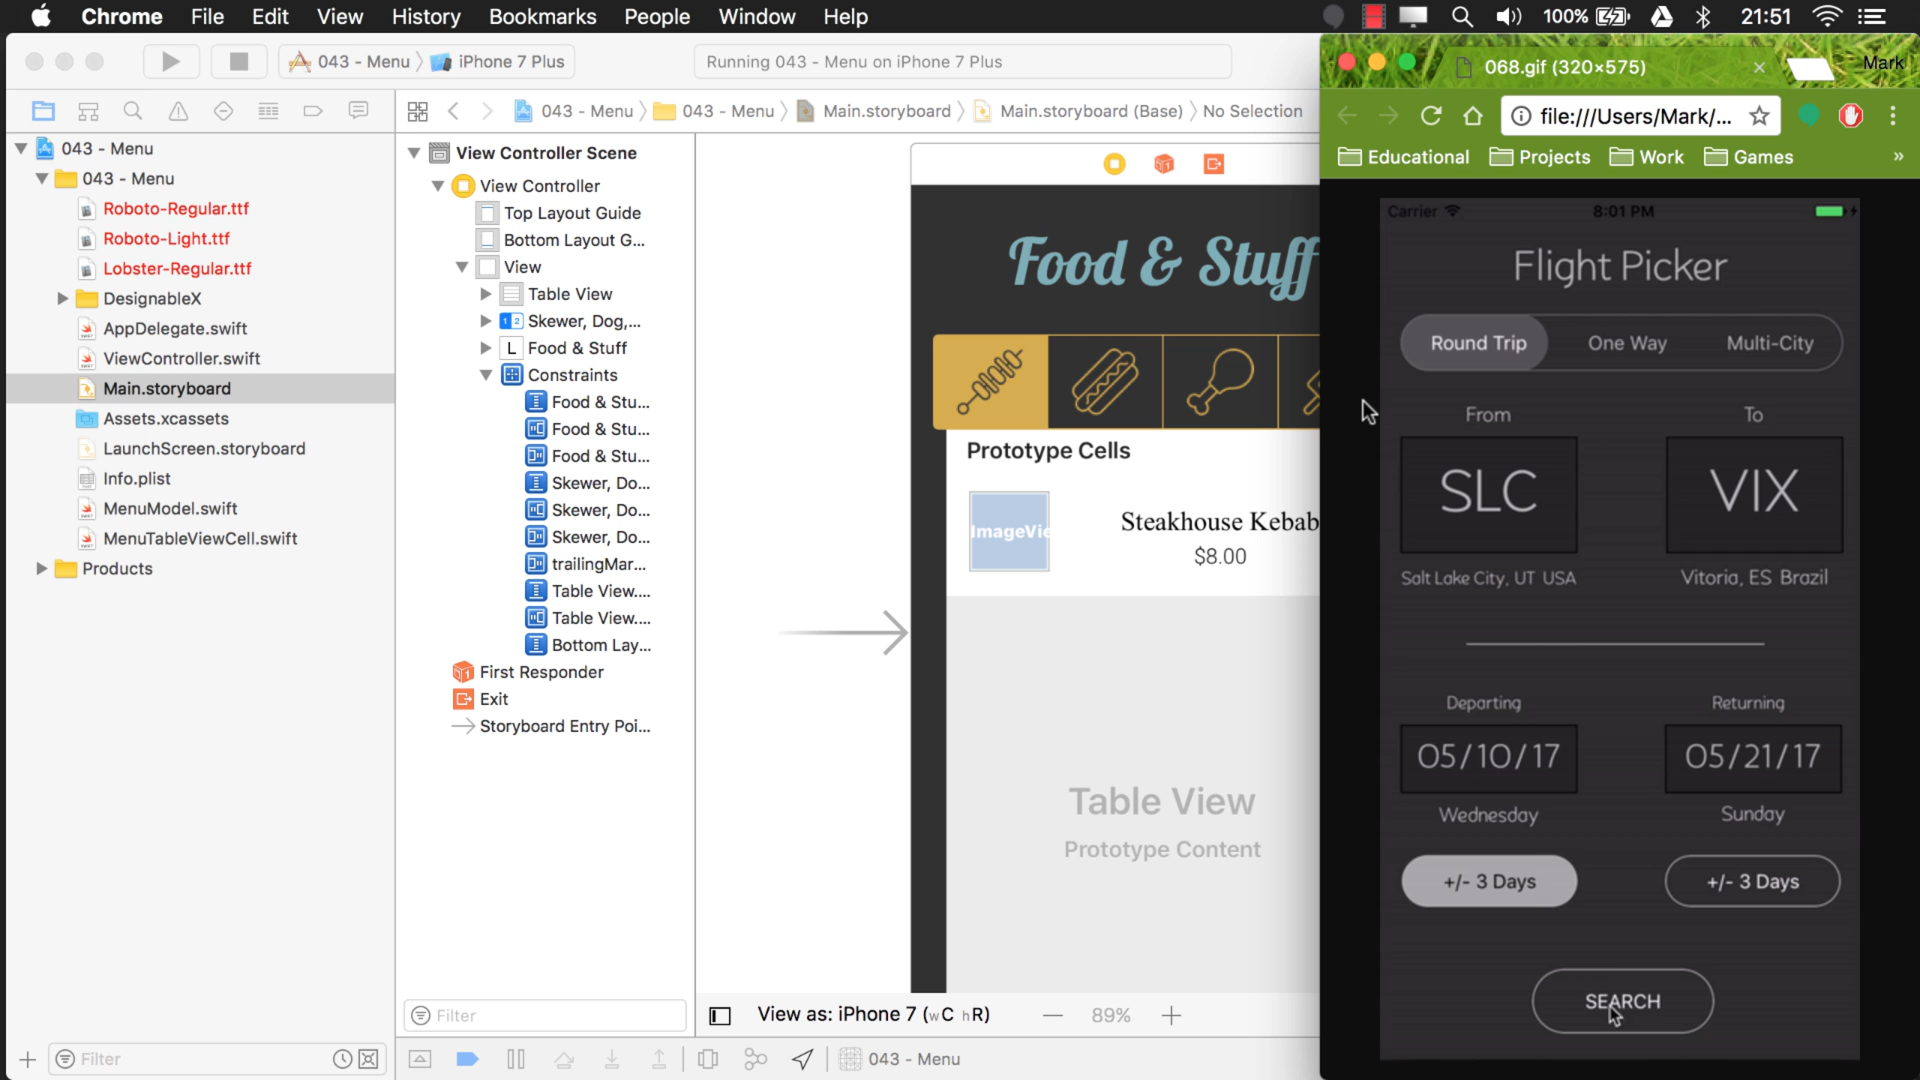 Chrome File Edit View History Bookmarks People Window Help 100% 21:51
043 - Menu iPhone 7 Plus Running 043 - Menu on iPhone 7 Plus
068.gif (320×575) Mark
043 - Menu 043 - Menu Main.storyboard Main.storyboard (Base) No Selection
file:///Users/Mark/...
Educational Projects Work Games »
043 - Menu
043 - Menu
Roboto-Regular.ttf
Roboto-Light.ttf
Lobster-Regular.ttf
DesignableX
AppDelegate.swift
ViewController.swift
Main.storyboard
Assets.xcassets
LaunchScreen.storyboard
Info.plist
MenuModel.swift
MenuTableViewCell.swift
Products
Filter
View Controller Scene
View Controller
Top Layout Guide
Bottom Layout G...
View
Table View
1 2 Skewer, Dog,...
L Food & Stuff
Constraints
Food & Stu...
Food & Stu...
Food & Stu...
Skewer, Do...
Skewer, Do...
Skewer, Do...
trailingMar...
Table View....
Table View....
Bottom Lay...
First Responder
Exit
Storyboard Entry Poi...
Filter
Food & Stuff
Prototype Cells
ImageVie
Steakhouse Kebab
$8.00
Table View
Prototype Content
View as: iPhone 7 (wC hR) 89%
043 - Menu
Carrier 8:01 PM
Flight Picker
Round Trip One Way Multi-City
From To
SLC VIX
Salt Lake City, UT USA Vitoria, ES Brazil
Departing Returning
05/10/17 05/21/17
Wednesday Sunday
+/- 3 Days +/- 3 Days
SEARCH